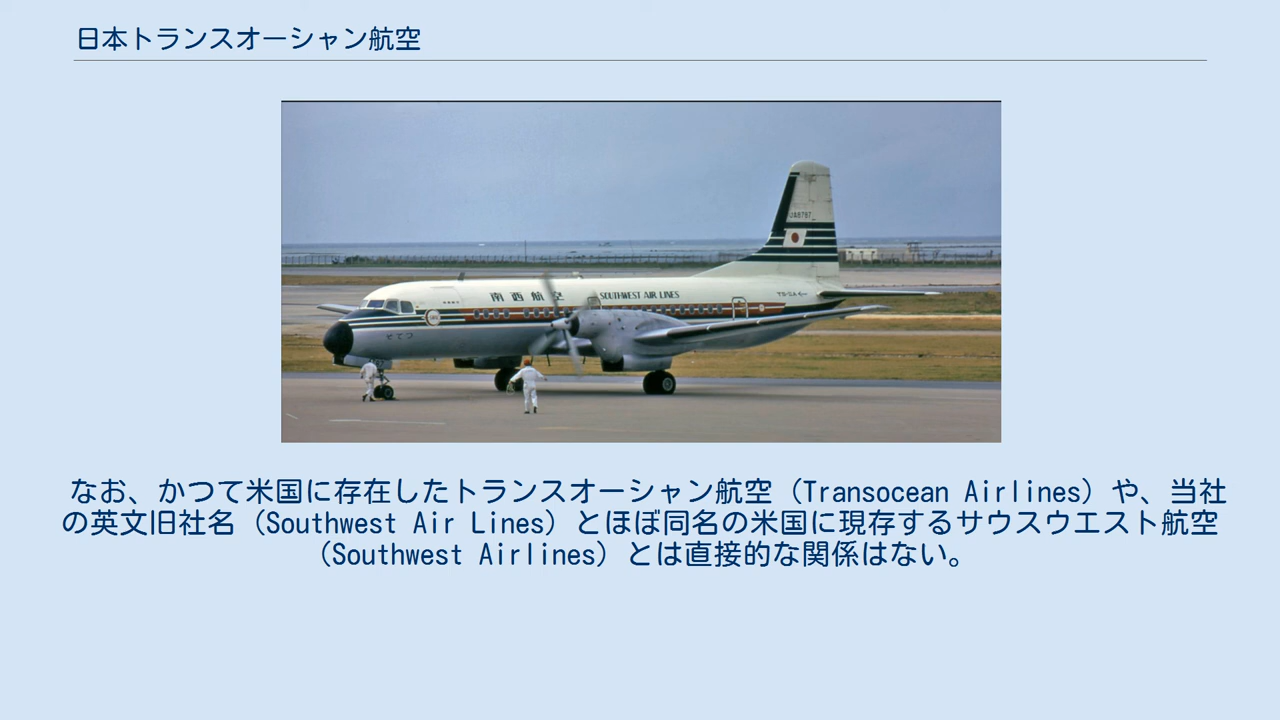 日本トランスオーシャン航空
JA8787
南西航空 SOUTHWEST AIR LINES
なお、かつて米国に存在したトランスオーシャン航空（Transocean Airlines）や、当社
の英文旧社名（Southwest Air Lines）とほぼ同名の米国に現存するサウスウエスト航空
（Southwest Airlines）とは直接的な関係はない。